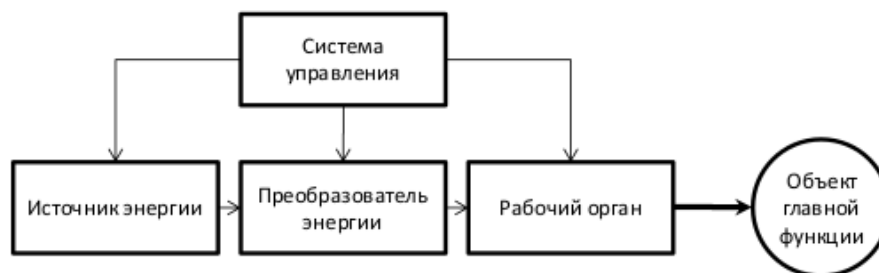 Система
управления
Источник энергии
Преобразователь
энергии
Рабочий орган
Объект
главной
функции